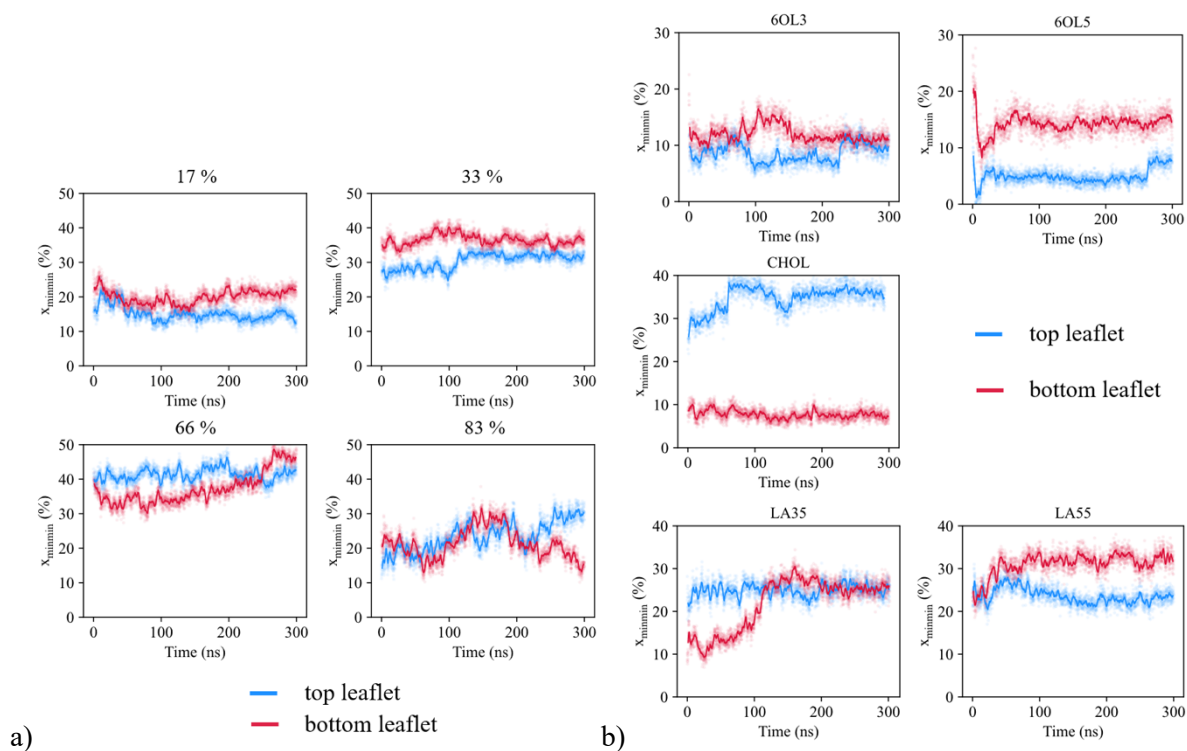 17 %
50
40
30
20
10
0
x_minmin (%)
0 100 200 300
Time (ns)
33 %
50
40
30
20
10
0
x_minmin (%)
0 100 200 300
Time (ns)
66 %
50
40
30
20
10
0
x_minmin (%)
0 100 200 300
Time (ns)
83 %
50
40
30
20
10
0
x_minmin (%)
0 100 200 300
Time (ns)
top leaflet
bottom leaflet
a)
6OL3
30
20
10
0
x_minmin (%)
0 100 200 300
Time (ns)
6OL5
30
20
10
0
x_minmin (%)
0 100 200 300
Time (ns)
CHOL
40
30
20
10
0
x_minmin (%)
0 100 200 300
Time (ns)
top leaflet
bottom leaflet
LA35
40
30
20
10
0
x_minmin (%)
0 100 200 300
Time (ns)
LA55
40
30
20
10
0
x_minmin (%)
0 100 200 300
Time (ns)
b)